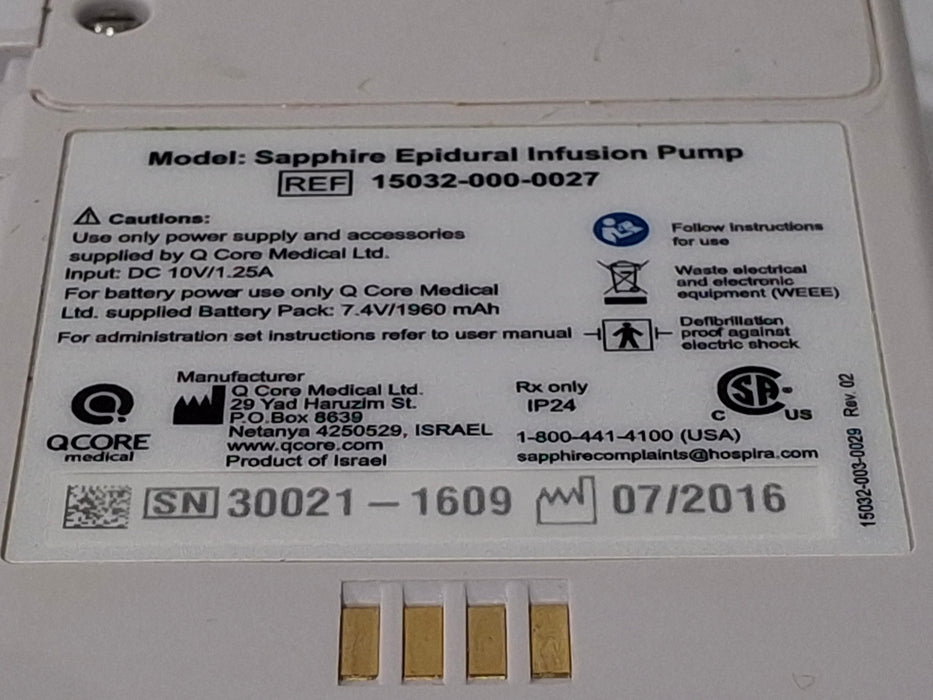 Model: Sapphire Epidural Infusion Pump
REF 15032-000-0027
Cautions:
Use only power supply and accessories
supplied by Q Core Medical Ltd.
Input: DC 10V/1.25A
For battery power use only Q Core Medical
Ltd. supplied Battery Pack: 7.4V/1960 mAh
For administration set instructions refer to user manual
Follow instructions
for use
Waste electrical
and electronic
equipment (WEEE)
Defibrillation
proof against
electric shock
QCORE
medical
Manufacturer
Q Core Medical Ltd.
29 Yad Haruzim St.
P.O.Box 8639
Netanya 4250529, ISRAEL
www.qcore.com
Product of Israel
Rx only
IP24
1-800-441-4100 (USA)
sapphirecomplaints@hospira.com
C SA US
15032-003-0029 Rev. 02
SN 30021-1609 07/2016